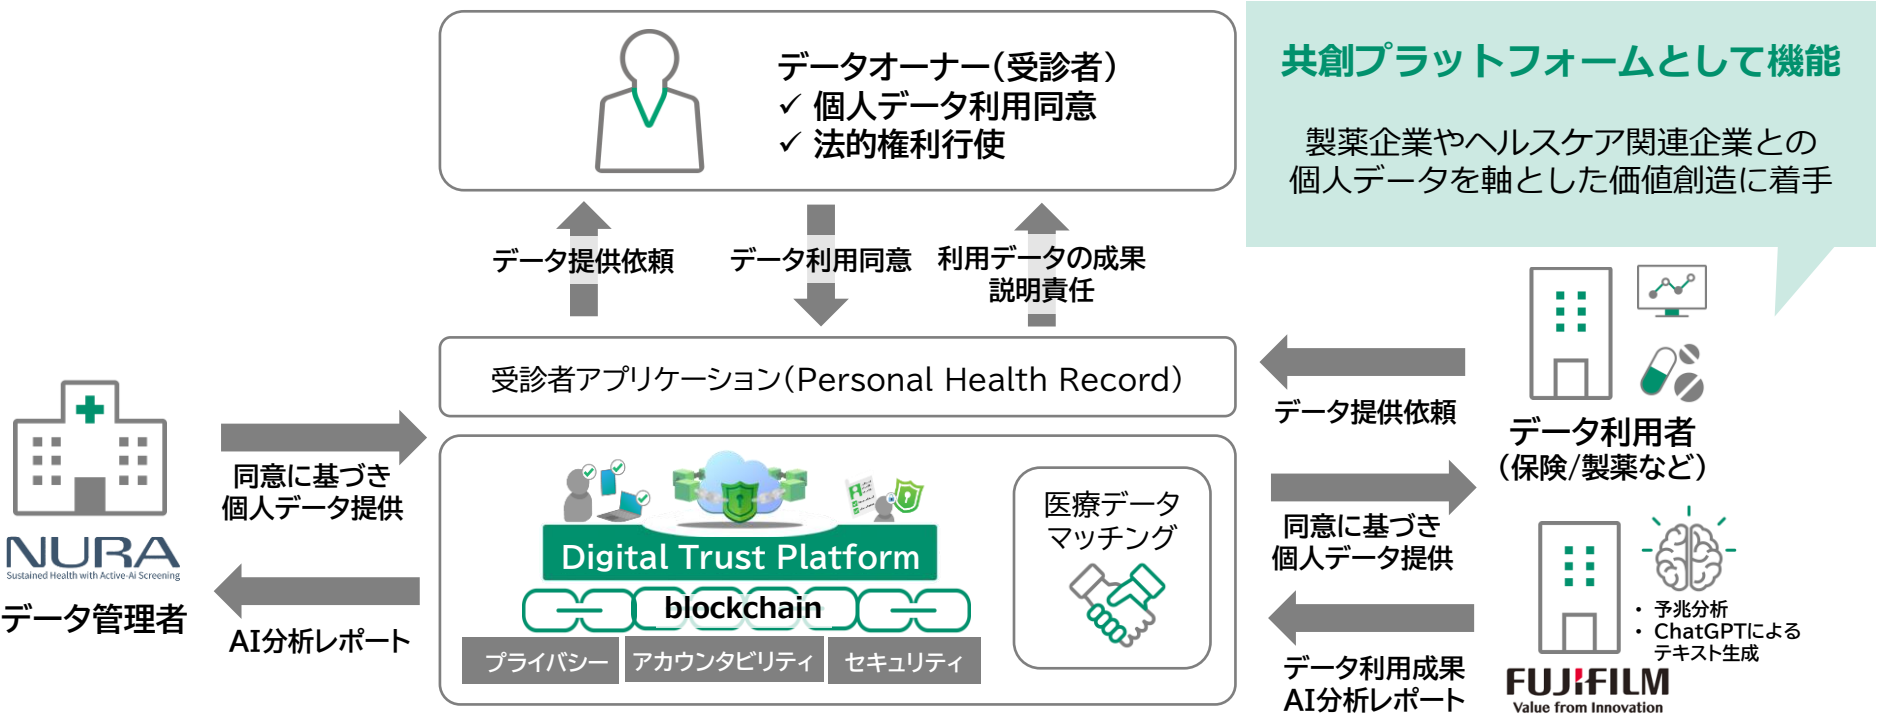 データオーナー(受診者)
✓ 個人データ利用同意
✓ 法的権利行使
共創プラットフォームとして機能
製薬企業やヘルスケア関連企業との
個人データを軸とした価値創造に着手
データ提供依頼
データ利用同意
利用データの成果
説明責任
受診者アプリケーション(Personal Health Record)
同意に基づき
個人データ提供
NURA
Sustained Health with Active-Ai Screening
データ管理者
AI分析レポート
Digital Trust Platform
blockchain
プライバシー
アカウンタビリティ
セキュリティ
医療データ
マッチング
データ提供依頼
データ利用者
(保険/製薬など)
同意に基づき
個人データ提供
データ利用成果
AI分析レポート
・ 予兆分析
・ ChatGPTによる
テキスト生成
FUJIFILM
Value from Innovation